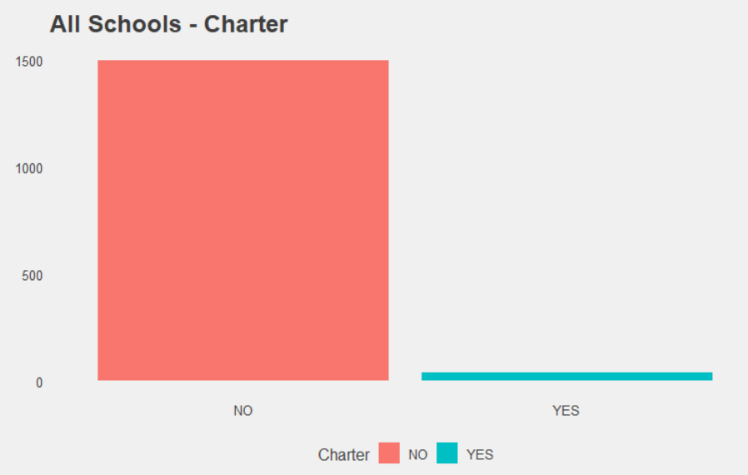 All Schools - Charter
1500
1000
500
0
NO YES
Charter NO YES